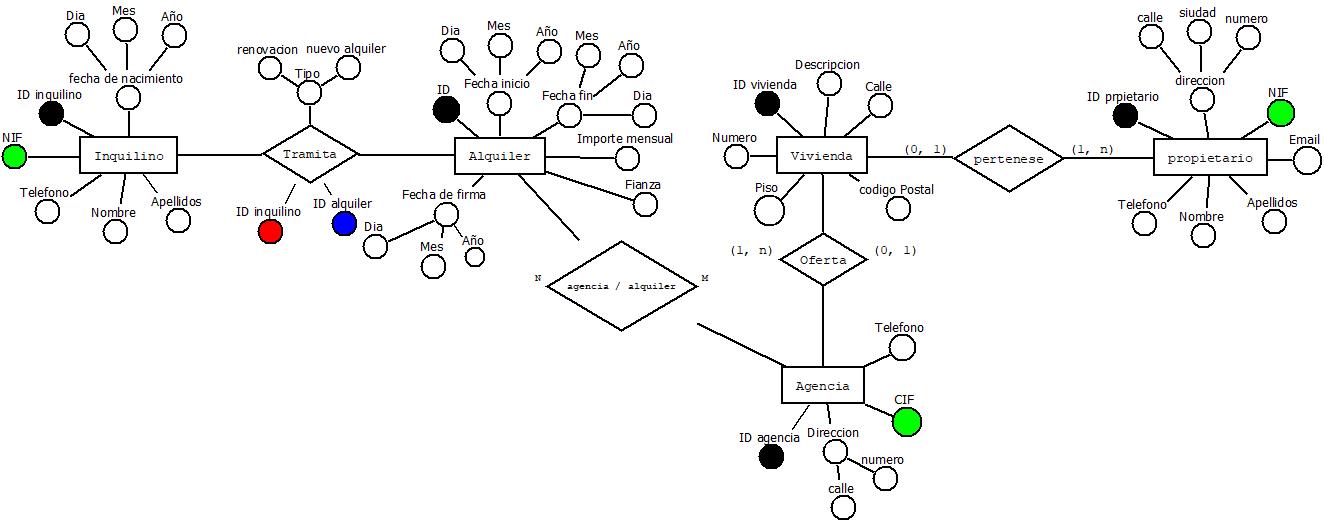 Dia
Mes
Año
fecha de nacimiento
ID inquilino
NIF
Inquilino
Telefono
Nombre
Apellidos
renovacion
nuevo alquiler
Tipo
Tramita
ID inquilino
ID alquiler
Dia
Mes
Año
Fecha inicio
ID
Mes
Año
Fecha fin
Dia
Alquiler
Importe mensual
Fianza
Fecha de firma
Dia
Mes
Año
N
agencia / alquiler
M
Descripcion
ID vivienda
Calle
Numero
Vivienda
Piso
codigo Postal
(0, 1)
pertenese
(1, n)
calle
siudad
numero
direccion
ID prpietario
NIF
propietario
Email
Telefono
Nombre
Apellidos
(1, n)
Oferta
(0, 1)
Telefono
Agencia
CIF
ID agencia
Direccion
numero
calle